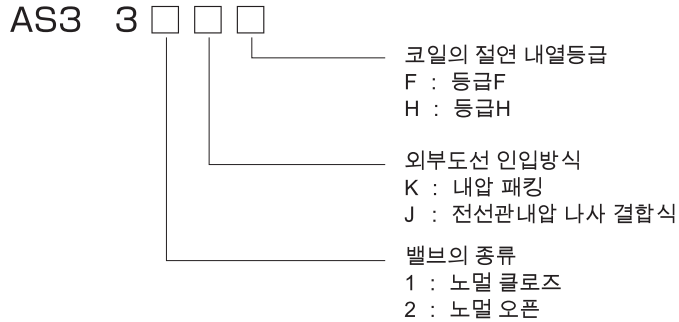 AS3 3□□□
코일의 절연 내열등급
F : 등급F
H : 등급H
외부도선 인입방식
K : 내압 패킹
J : 전선관내압 나사 결합식
밸브의 종류
1 : 노멀 클로즈
2 : 노멀 오픈